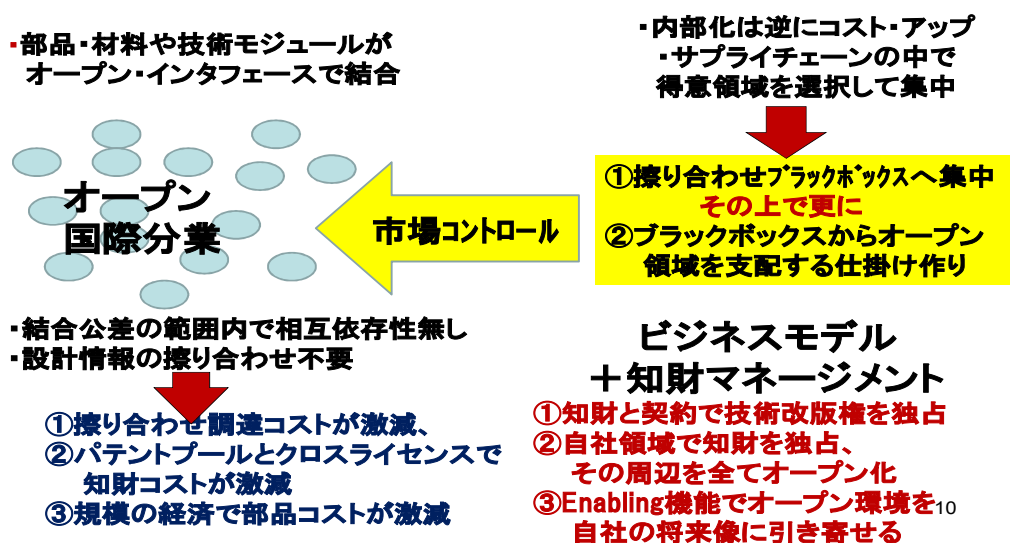 ・部品・材料や技術モジュールが
オープン・インタフェースで結合
オープン
国際分業
・結合公差の範囲内で相互依存性無し
・設計情報の擦り合わせ不要
①擦り合わせ調達コストが激減、
②パテントプールとクロスライセンスで
知財コストが激減
③規模の経済で部品コストが激減
市場コントロール
・内部化は逆にコスト・アップ
・サプライチェーンの中で
得意領域を選択して集中
①擦り合わせﾌﾞﾗｯｸﾎﾞｯｸｽへ集中
その上で更に
②ブラックボックスからオープン
領域を支配する仕掛け作り
ビジネスモデル
＋知財マネージメント
①知財と契約で技術改版権を独占
②自社領域で知財を独占、
その周辺を全てオープン化
③Enabling機能でオープン環境を
自社の将来像に引き寄せる
10